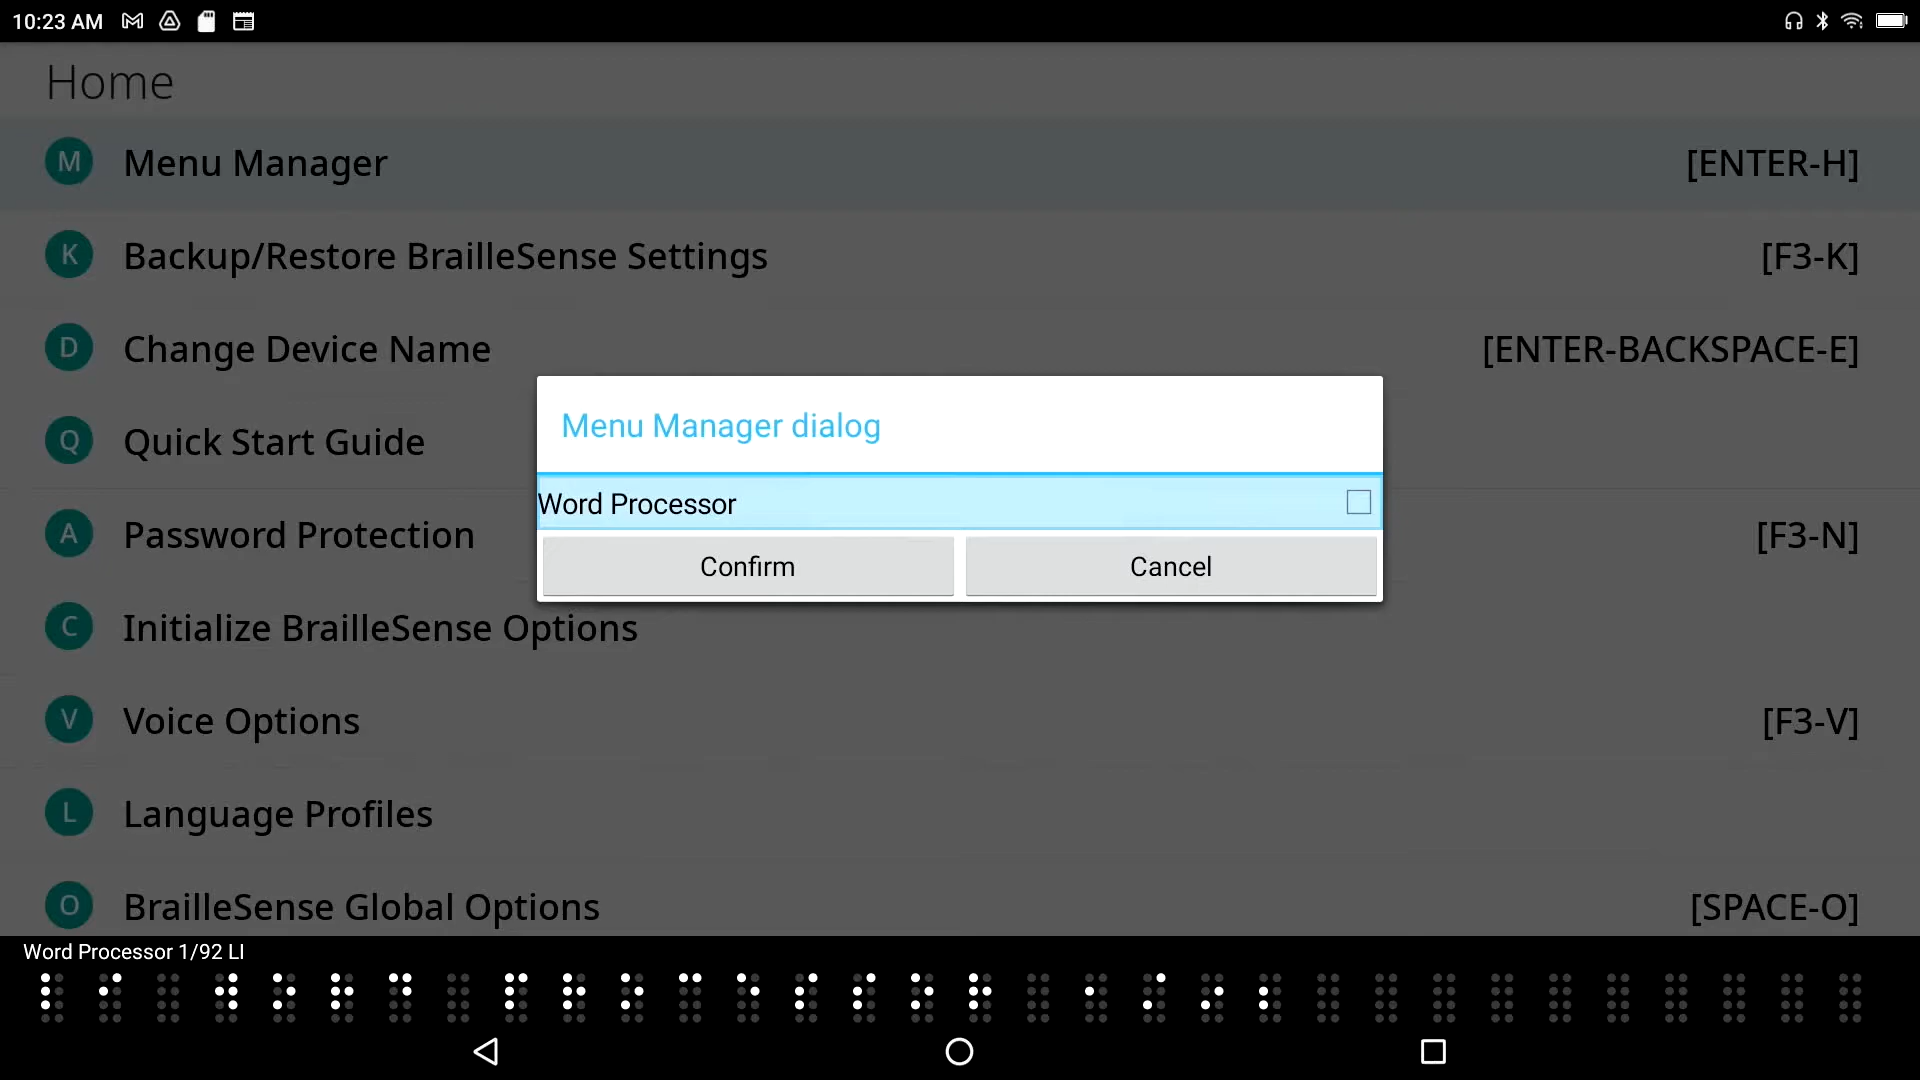 10:23 AM
Home
M Menu Manager [ENTER-H]
K Backup/Restore BrailleSense Settings [F3-K]
D Change Device Name [ENTER-BACKSPACE-E]
Q Quick Start Guide
A Password Protection [F3-N]
C Initialize BrailleSense Options
V Voice Options [F3-V]
L Language Profiles
O BrailleSense Global Options [SPACE-O]
Menu Manager dialog
Word Processor
Confirm Cancel
Word Processor 1/92 LI